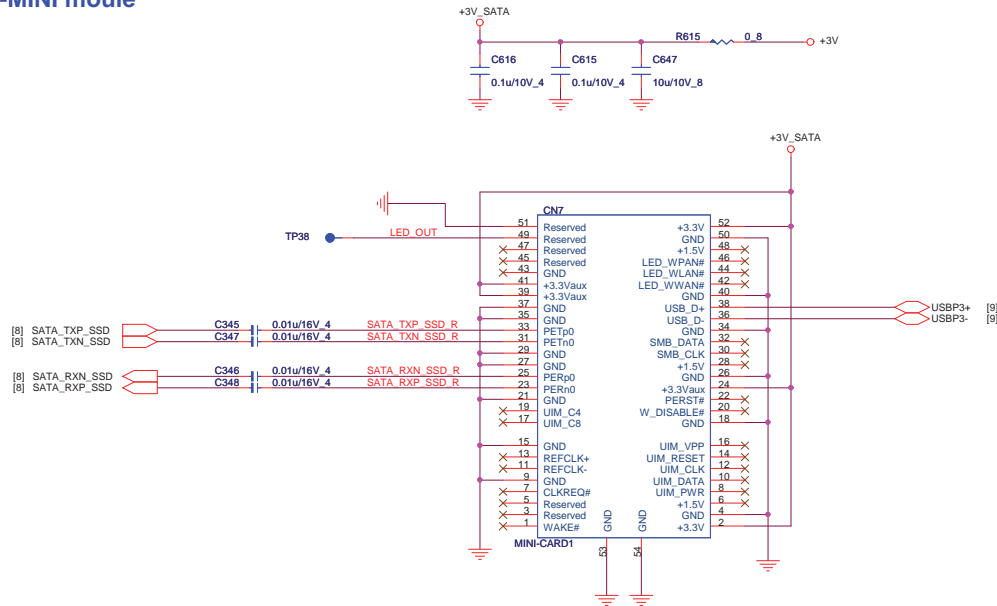 -MINI moule
+3V_SATA
R615 0_8 +3V
C616 C615 C647
0.1u/10V_4 0.1u/10V_4 10u/10V_8
+3V_SATA
CN7
51 Reserved +3.3V 52
TP38 LED_OUT 49 Reserved GND 50
47 Reserved +1.5V 48
45 Reserved LED_WPAN# 46
43 GND LED_WLAN# 44
41 +3.3Vaux LED_WWAN# 42
39 +3.3Vaux GND 40
37 GND USB_D+ 38 USBP3+ [9]
35 GND USB_D- 36 USBP3- [9]
[8] SATA_TXP_SSD C345 0.01u/16V_4 SATA_TXP_SSD_R 33 PETp0 GND 34
[8] SATA_TXN_SSD C347 0.01u/16V_4 SATA_TXN_SSD_R 31 PETn0 SMB_DATA 32
29 GND SMB_CLK 30
27 GND +1.5V 28
[8] SATA_RXN_SSD C346 0.01u/16V_4 SATA_RXN_SSD_R 25 PERp0 GND 26
[8] SATA_RXP_SSD C348 0.01u/16V_4 SATA_RXP_SSD_R 23 PERn0 +3.3Vaux 24
21 GND PERST# 22
19 UIM_C4 W_DISABLE# 20
17 UIM_C8 GND 18
15 GND UIM_VPP 16
13 REFCLK+ UIM_RESET 14
11 REFCLK- UIM_CLK 12
9 GND UIM_DATA 10
7 CLKREQ# UIM_PWR 8
5 Reserved +1.5V 6
3 Reserved GND 4
1 WAKE# +3.3V 2
GND GND
MINI-CARD1
53 54